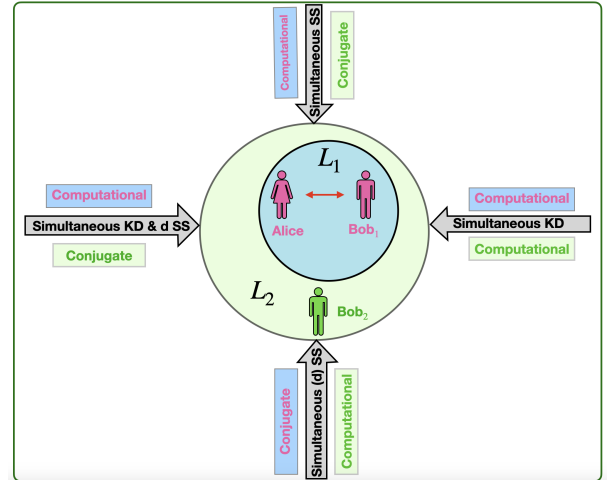 Computational
Simultaneous SS
Conjugate
L1
Alice
Bob1
Computational
Simultaneous KD & d SS
Conjugate
Computational
Simultaneous KD
Computational
L2
Bob2
Conjugate
Simultaneous (d) SS
Computational